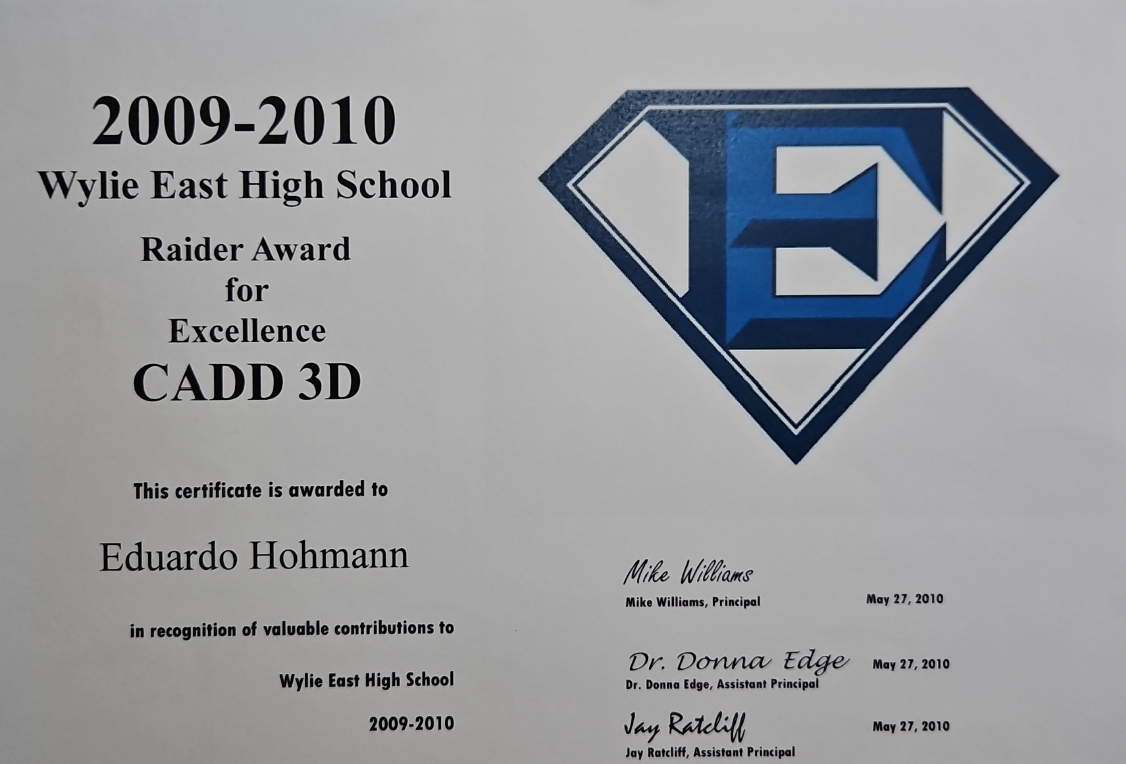 2009-2010
Wylie East High School
Raider Award
for
Excellence
CADD 3D
This certificate is awarded to
Eduardo Hohmann
in recognition of valuable contributions to
Wylie East High School
2009-2010
E
Mike Williams
Mike Williams, Principal May 27, 2010
Dr. Donna Edge May 27, 2010
Dr. Donna Edge, Assistant Principal
Jay Ratcliff May 27, 2010
Jay Ratcliff, Assistant Principal